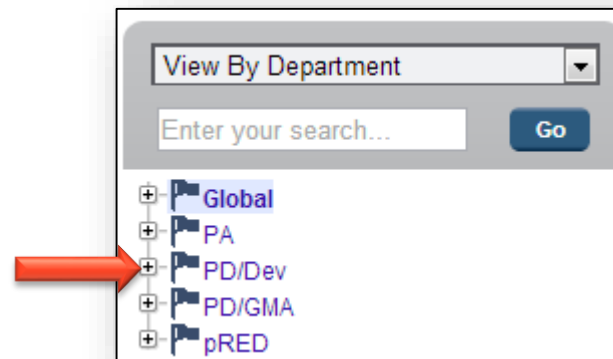 View By Department
Enter your search...
Go
Global
PA
PD/Dev
PD/GMA
pRED